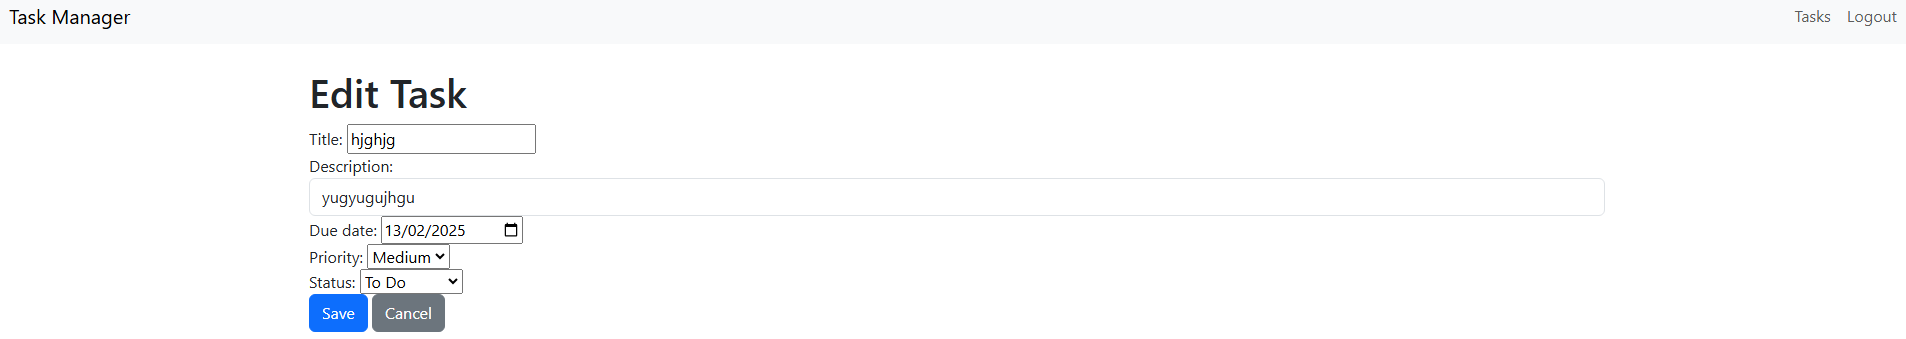 Task Manager Tasks Logout
Edit Task
Title: hjghjg
Description:
yugyugujhgu
Due date: 13/02/2025
Priority: Medium
Status: To Do
Save Cancel